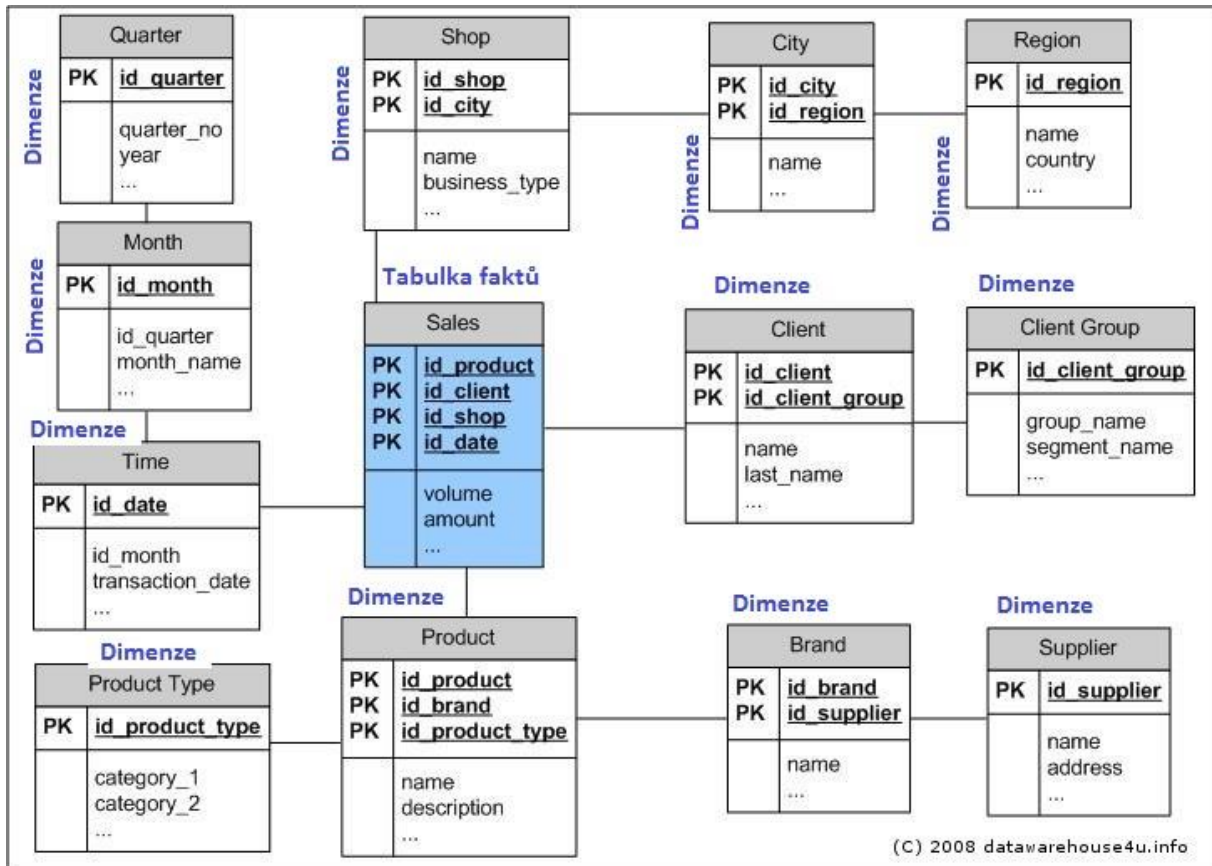 Dimenze
Quarter
PK id_quarter
quarter_no
year
...
Dimenze
Shop
PK id_shop
PK id_city
name
business_type
...
Dimenze
City
PK id_city
PK id_region
name
...
Dimenze
Region
PK id_region
name
country
...
Dimenze
Month
PK id_month
id_quarter
month_name
...
Tabulka faktů
Sales
PK id_product
PK id_client
PK id_shop
PK id_date
volume
amount
...
Dimenze
Client
PK id_client
PK id_client_group
name
last_name
...
Dimenze
Client Group
PK id_client_group
group_name
segment_name
...
Dimenze
Time
PK id_date
id_month
transaction_date
...
Dimenze
Product Type
PK id_product_type
category_1
category_2
...
Dimenze
Product
PK id_product
PK id_brand
PK id_product_type
name
description
...
Dimenze
Brand
PK id_brand
PK id_supplier
name
...
Dimenze
Supplier
PK id_supplier
name
address
...
(C) 2008 datawarehouse4u.info